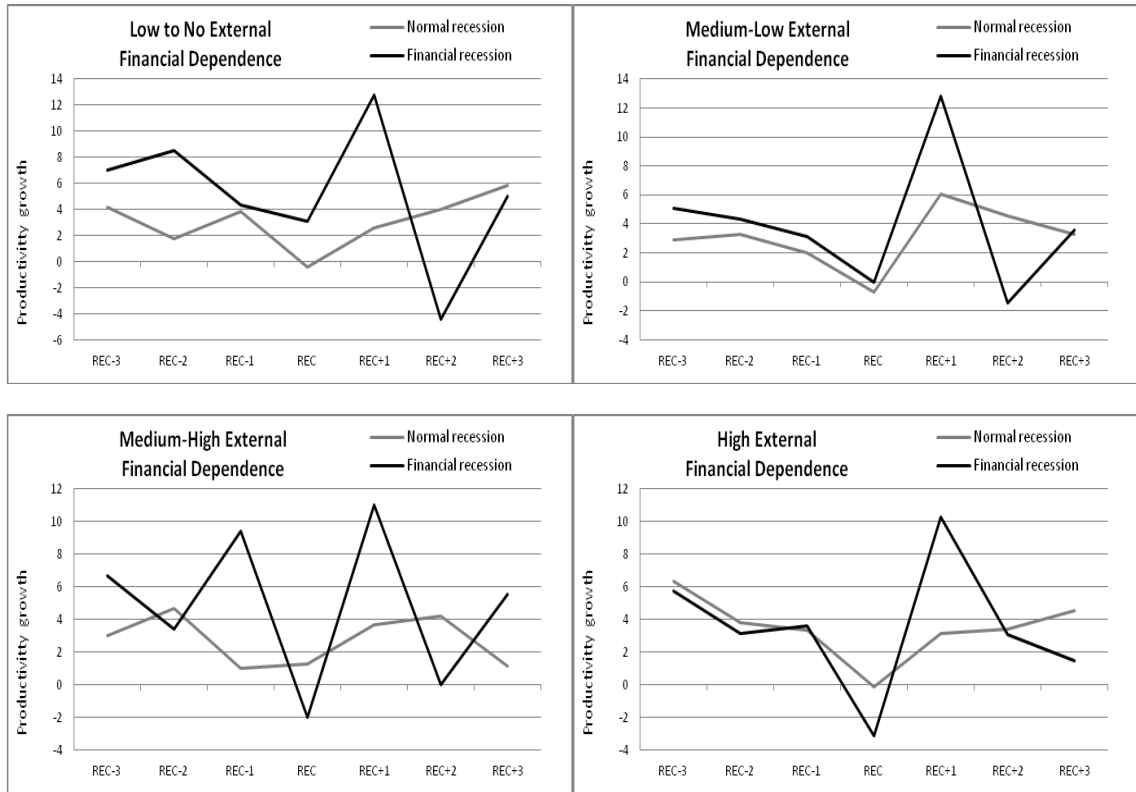 Low to No External
Financial Dependence
Normal recession
Financial recession
Productivity growth
14
12
10
8
6
4
2
0
-2
-4
-6
REC-3 REC-2 REC-1 REC REC+1 REC+2 REC+3
Medium-Low External
Financial Dependence
Normal recession
Financial recession
Productivity growth
14
12
10
8
6
4
2
0
-2
-4
REC-3 REC-2 REC-1 REC REC+1 REC+2 REC+3
Medium-High External
Financial Dependence
Normal recession
Financial recession
Productivity growth
12
10
8
6
4
2
0
-2
-4
REC-3 REC-2 REC-1 REC REC+1 REC+2 REC+3
High External
Financial Dependence
Normal recession
Financial recession
Productivity growth
12
10
8
6
4
2
0
-2
-4
REC-3 REC-2 REC-1 REC REC+1 REC+2 REC+3